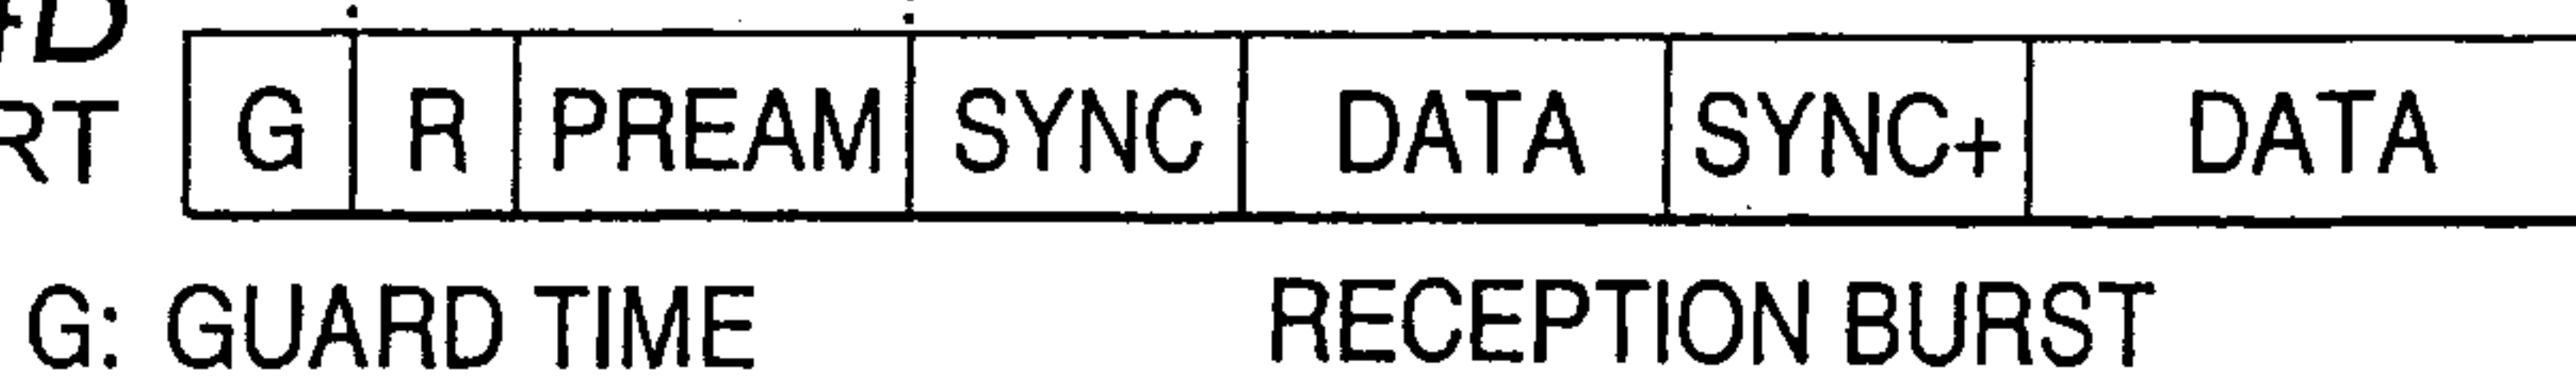 G R PREAM SYNC DATA SYNC+ DATA
G: GUARD TIME RECEPTION BURST